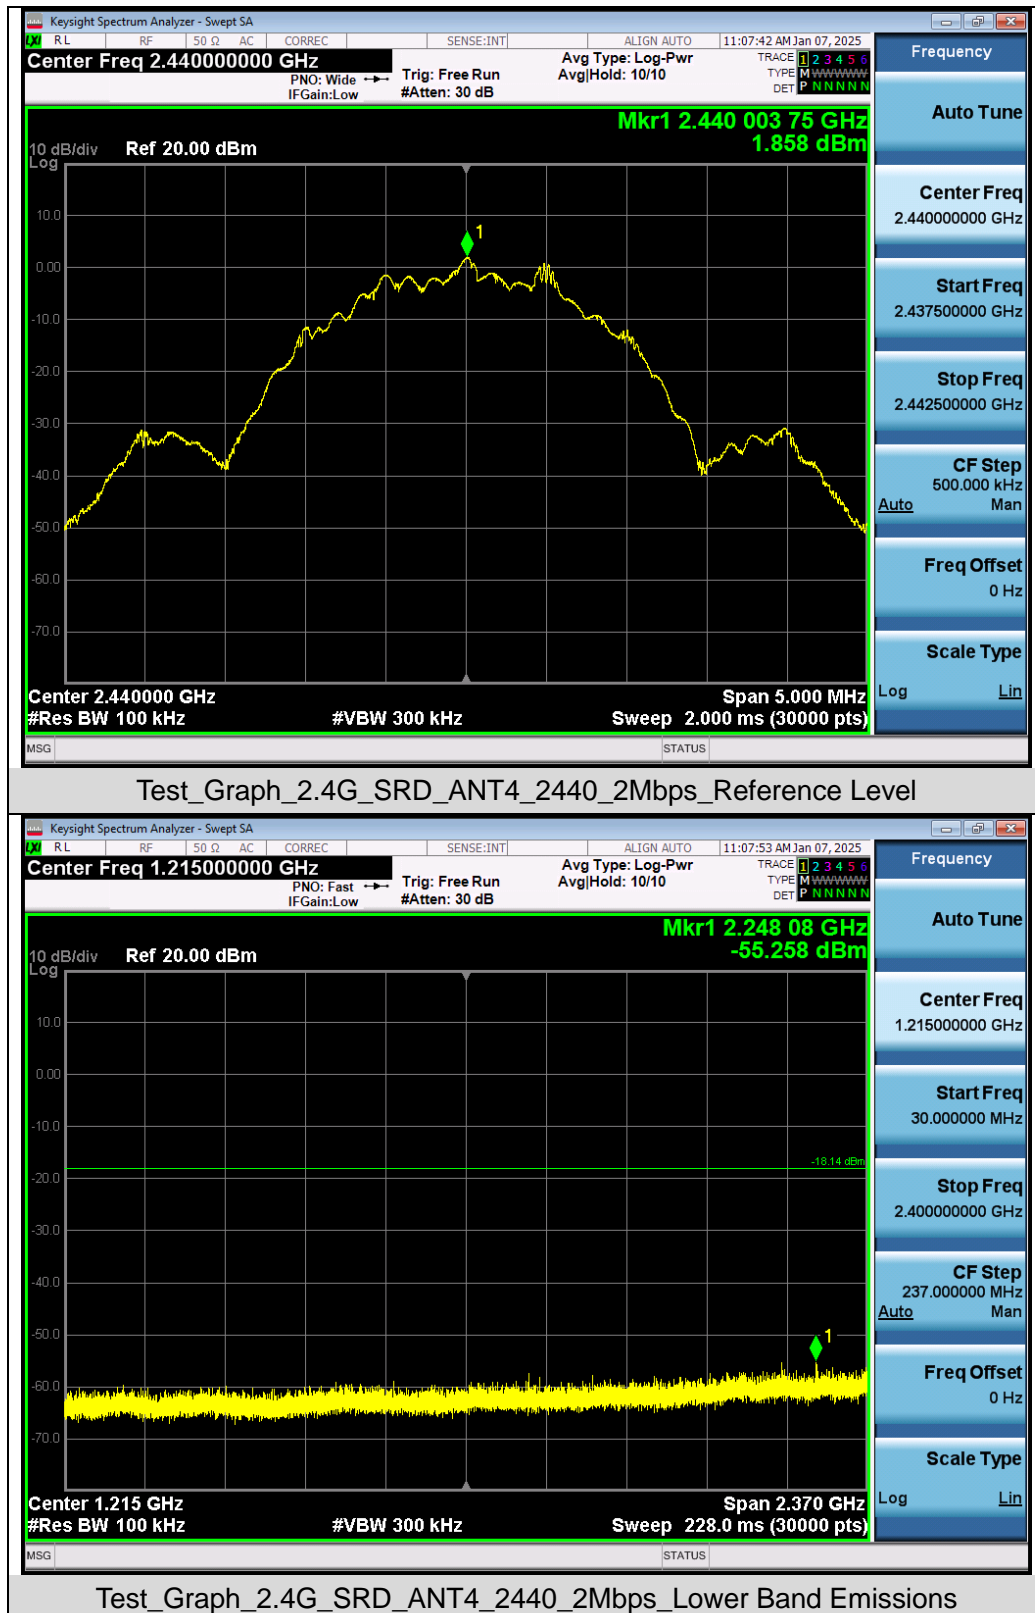 Keysight Spectrum Analyzer - Swept SA
LXI RL RF 50 Ω AC CORREC SENSE:INT ALIGN AUTO 11:07:42 AM Jan 07, 2025
Center Freq 2.440000000 GHz
PNO: Wide
IFGain:Low
Trig: Free Run
#Atten: 30 dB
Avg Type: Log-Pwr
Avg|Hold: 10/10
TRACE 1 2 3 4 5 6
TYPE M W W W W W
DET P N N N N N
Mkr1 2.440 003 75 GHz
1.858 dBm
10 dB/div Ref 20.00 dBm
Log
10.0
1
0.00
-10.0
-20.0
-30.0
-40.0
-50.0
-60.0
-70.0
Center 2.440000 GHz Span 5.000 MHz
#Res BW 100 kHz #VBW 300 kHz Sweep 2.000 ms (30000 pts)
MSG STATUS
Frequency
Auto Tune
Center Freq
2.440000000 GHz
Start Freq
2.437500000 GHz
Stop Freq
2.442500000 GHz
CF Step
500.000 kHz
Auto Man
Freq Offset
0 Hz
Scale Type
Log Lin
Test_Graph_2.4G_SRD_ANT4_2440_2Mbps_Reference Level
Keysight Spectrum Analyzer - Swept SA
LXI RL RF 50 Ω AC CORREC SENSE:INT ALIGN AUTO 11:07:53 AM Jan 07, 2025
Center Freq 1.215000000 GHz
PNO: Fast
IFGain:Low
Trig: Free Run
#Atten: 30 dB
Avg Type: Log-Pwr
Avg|Hold: 10/10
TRACE 1 2 3 4 5 6
TYPE M W W W W W
DET P N N N N N
Mkr1 2.248 08 GHz
-55.258 dBm
10 dB/div Ref 20.00 dBm
Log
10.0
0.00
-10.0
-18.14 dBm
-20.0
-30.0
-40.0
-50.0
1
-60.0
-70.0
Center 1.215 GHz Span 2.370 GHz
#Res BW 100 kHz #VBW 300 kHz Sweep 228.0 ms (30000 pts)
MSG STATUS
Frequency
Auto Tune
Center Freq
1.215000000 GHz
Start Freq
30.000000 MHz
Stop Freq
2.400000000 GHz
CF Step
237.000000 MHz
Auto Man
Freq Offset
0 Hz
Scale Type
Log Lin
Test_Graph_2.4G_SRD_ANT4_2440_2Mbps_Lower Band Emissions